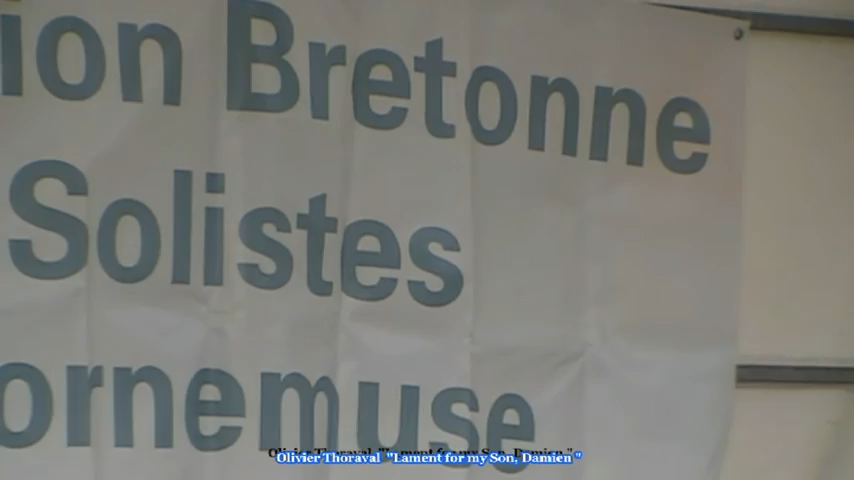 ion Bretonne
Solistes
ornemuse
Olivier Thoraval "Lament for my Son, Damien "